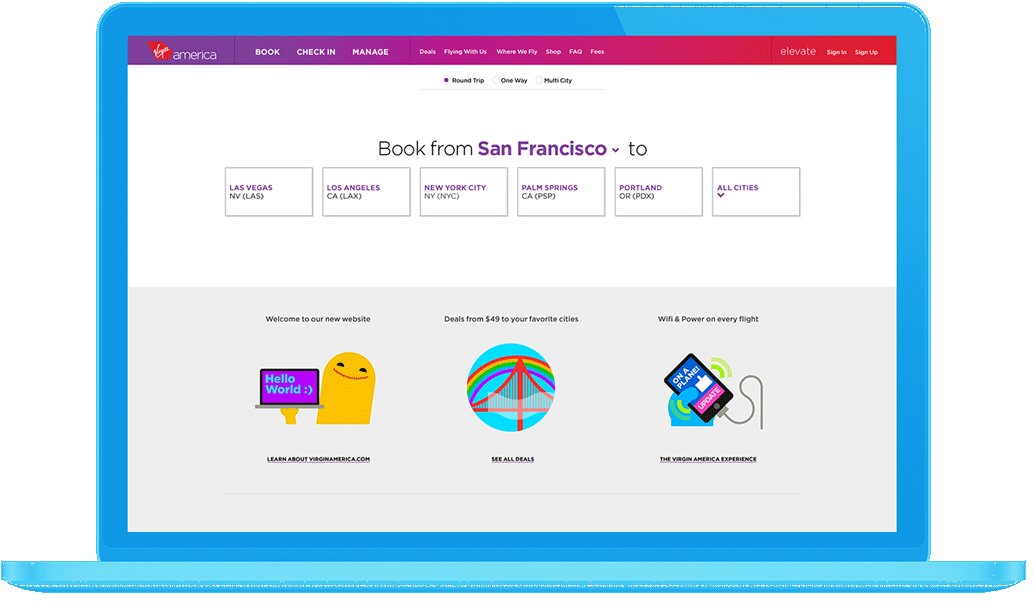 Virgin america BOOK CHECK IN MANAGE Deals Flying With Us Where We Fly Shop FAQ Fees elevate Sign In Sign Up
Round Trip One Way Multi City
Book from San Francisco to
LAS VEGAS
NV (LAS)
LOS ANGELES
CA (LAX)
NEW YORK CITY
NY (NYC)
PALM SPRINGS
CA (PSP)
PORTLAND
OR (PDX)
ALL CITIES
Welcome to our new website
Hello
World :)
LEARN ABOUT VIRGINAMERICA.COM
Deals from $49 to your favorite cities
SEE ALL DEALS
Wifi & Power on every flight
ON A
PLANE!
UPDATE
THE VIRGIN AMERICA EXPERIENCE